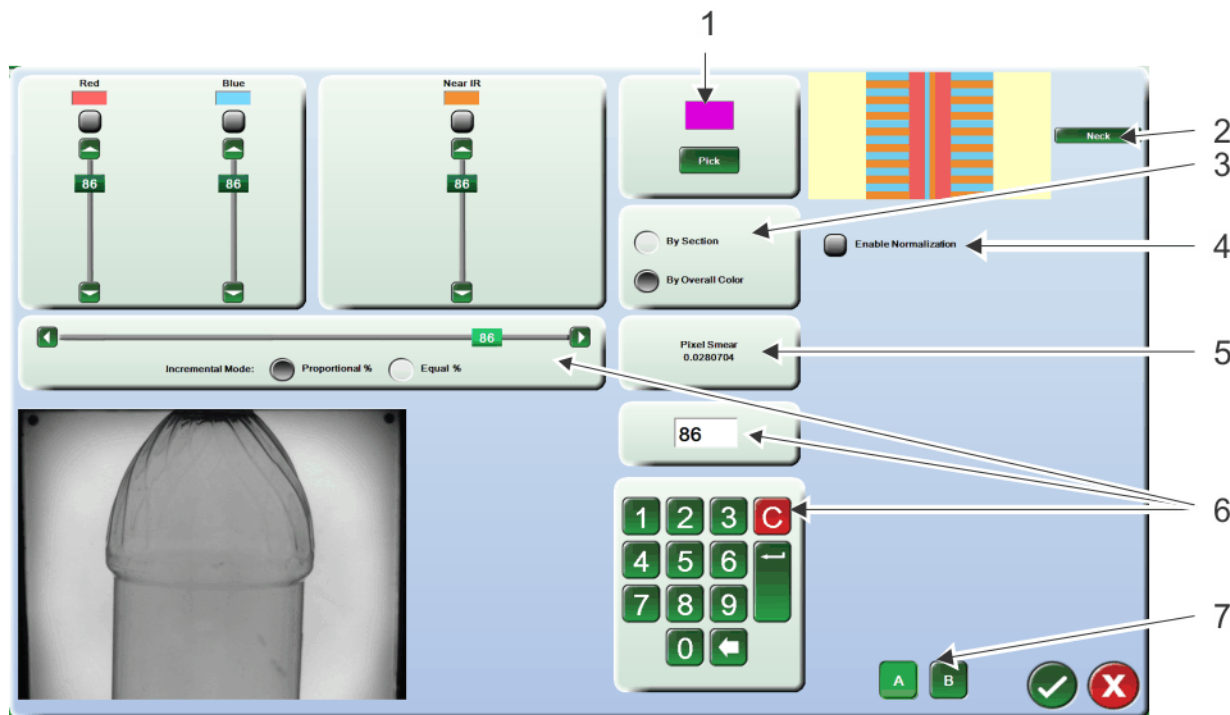 1
Red
Blue
Near IR
86
86
86
Pick
Neck
2
3
By Section
By Overall Color
Enable Normalization
4
86
Incremental Mode:
Proportional %
Equal %
Pixel Smear
0.0280704
5
86
6
1 2 3 C
4 5 6
7 8 9
0
A
B
7
X